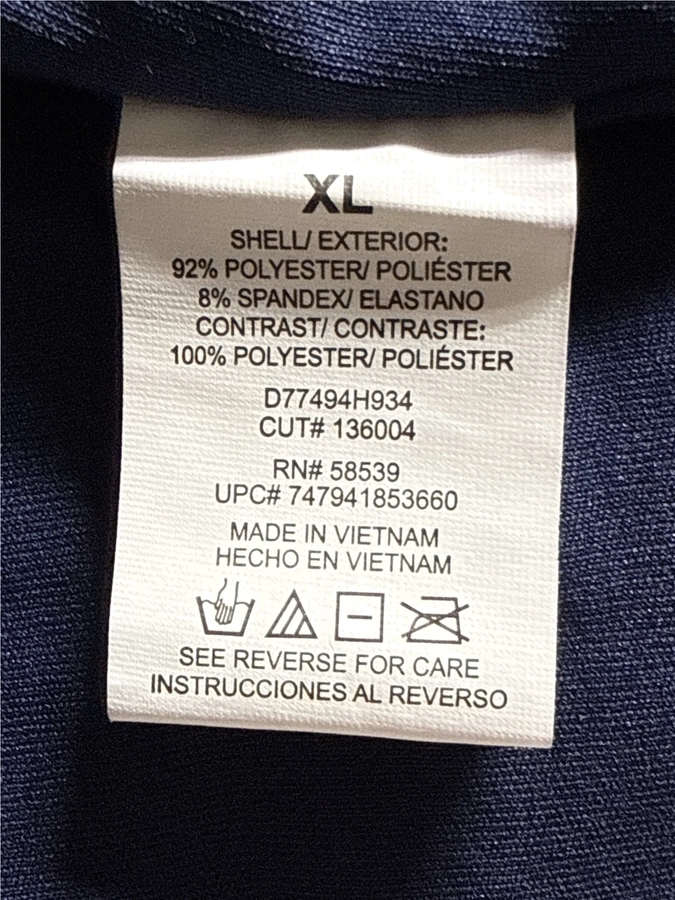 XL
SHELL/ EXTERIOR:
92% POLYESTER/ POLIÉSTER
8% SPANDEX/ ELASTANO
CONTRAST/ CONTRASTE:
100% POLYESTER/ POLIÉSTER
D77494H934
CUT# 136004
RN# 58539
UPC# 747941853660
MADE IN VIETNAM
HECHO EN VIETNAM
SEE REVERSE FOR CARE
INSTRUCCIONES AL REVERSO